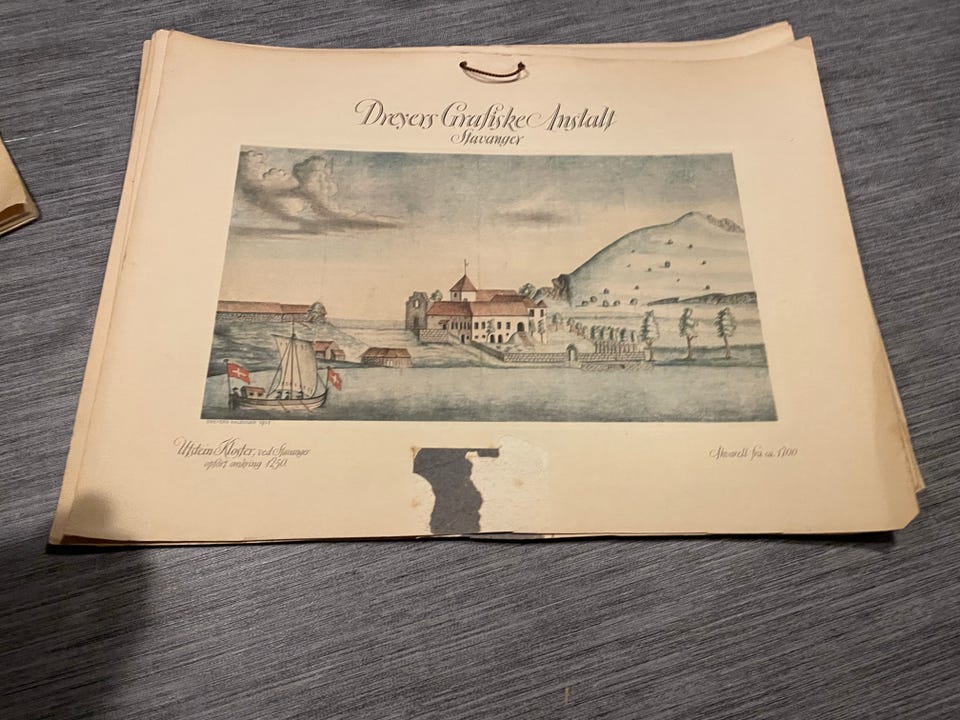 Dreyers Grafiske Anstalt
Stavanger
Utstein Kloster, ved Stavanger
opført omkring 1250.
Akvarell fra ca. 1700